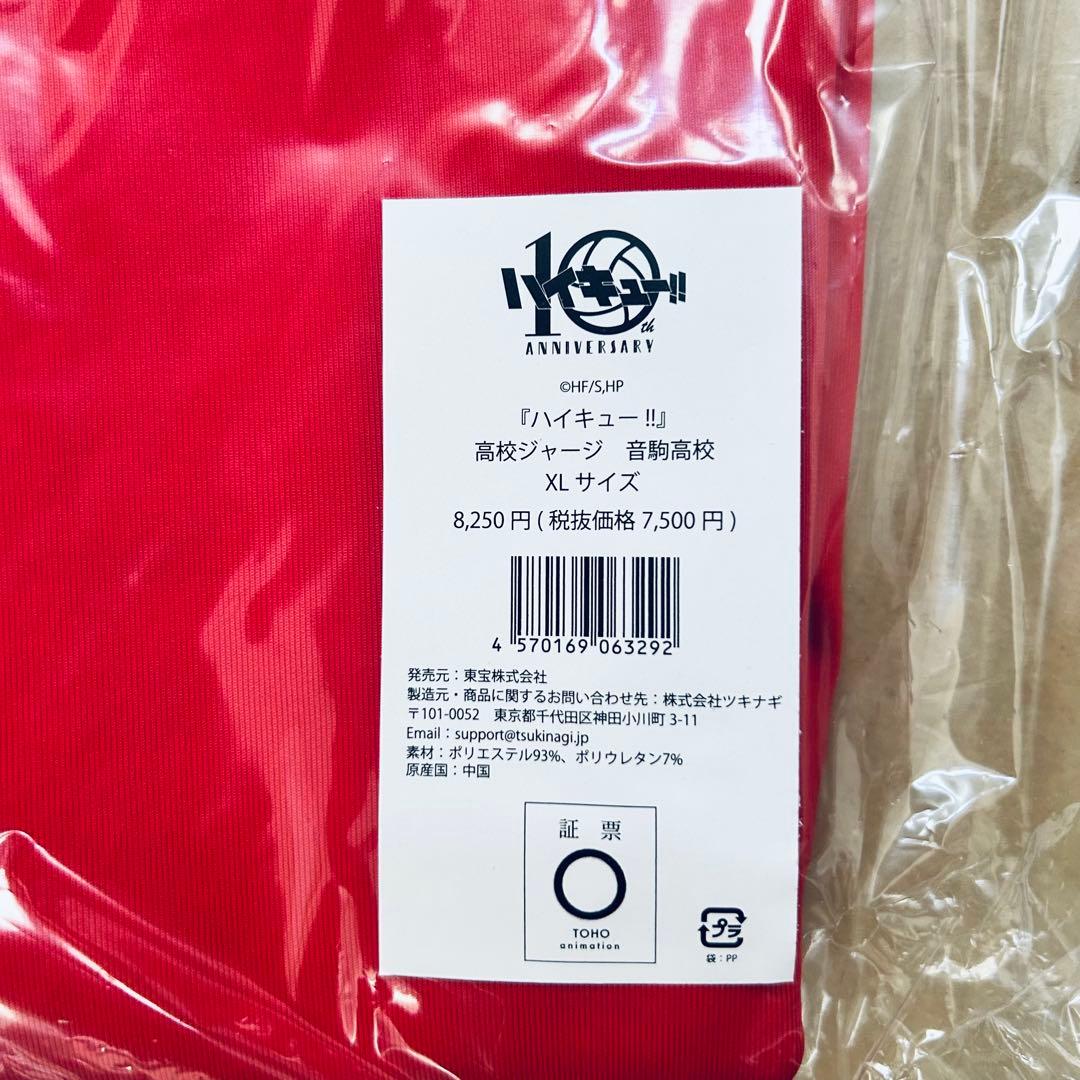 10th
ハイキュー!!
ANNIVERSARY
©HF/S,HP
『ハイキュー!!』
高校ジャージ 音駒高校
XL サイズ
8,250 円 ( 税抜価格 7,500 円 )
4 570169 063292
発売元：東宝株式会社
製造元・商品に関するお問い合わせ先：株式会社ツキナギ
〒101-0052 東京都千代田区神田小川町 3-11
Email：support@tsukinagi.jp
素材：ポリエステル93%、ポリウレタン7%
原産国：中国
証 票
TOHO
animation
プラ
袋：PP